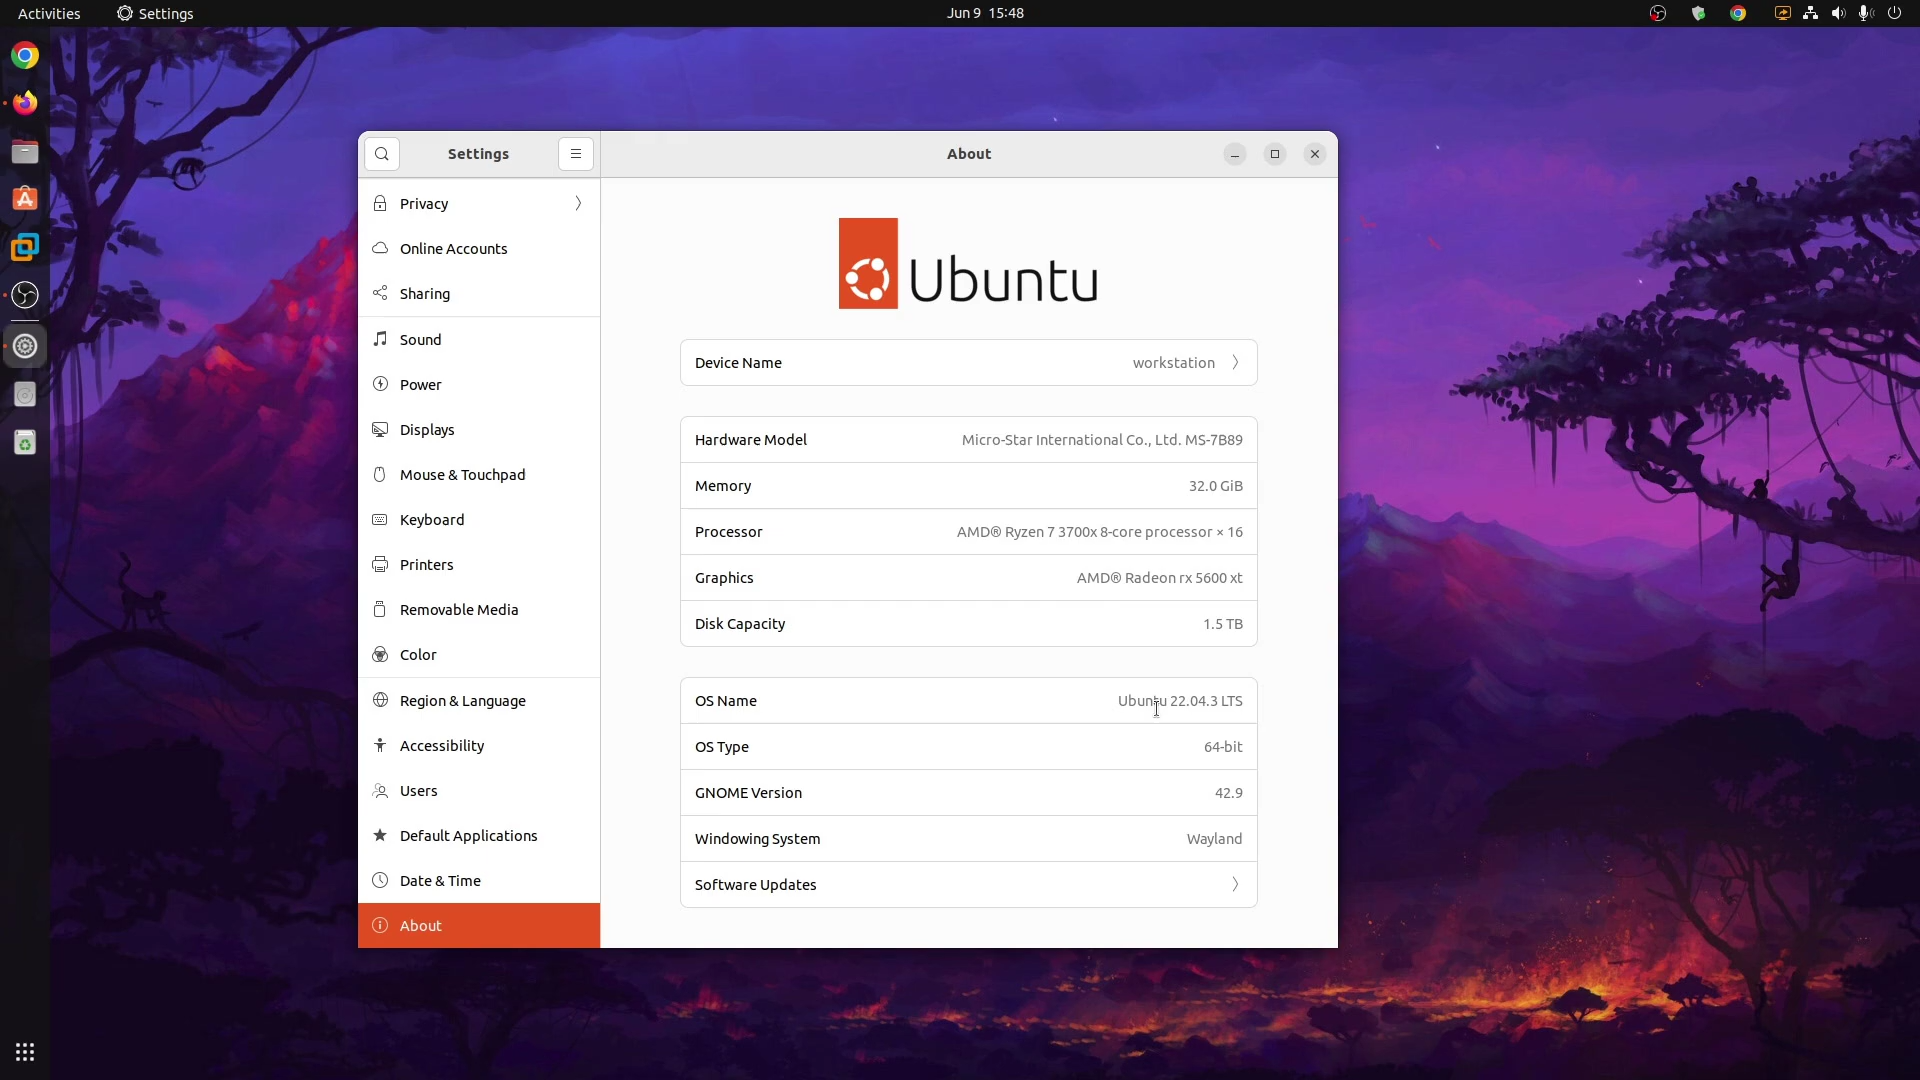 Activities
Settings
Jun 9 15:48
Settings
About
Privacy
Online Accounts
Sharing
Sound
Power
Displays
Mouse & Touchpad
Keyboard
Printers
Removable Media
Color
Region & Language
Accessibility
Users
Default Applications
Date & Time
About
Ubuntu
Device Name workstation
Hardware Model Micro-Star International Co., Ltd. MS-7B89
Memory 32.0 GiB
Processor AMD® Ryzen 7 3700x 8-core processor × 16
Graphics AMD® Radeon rx 5600 xt
Disk Capacity 1.5 TB
OS Name Ubuntu 22.04.3 LTS
OS Type 64-bit
GNOME Version 42.9
Windowing System Wayland
Software Updates